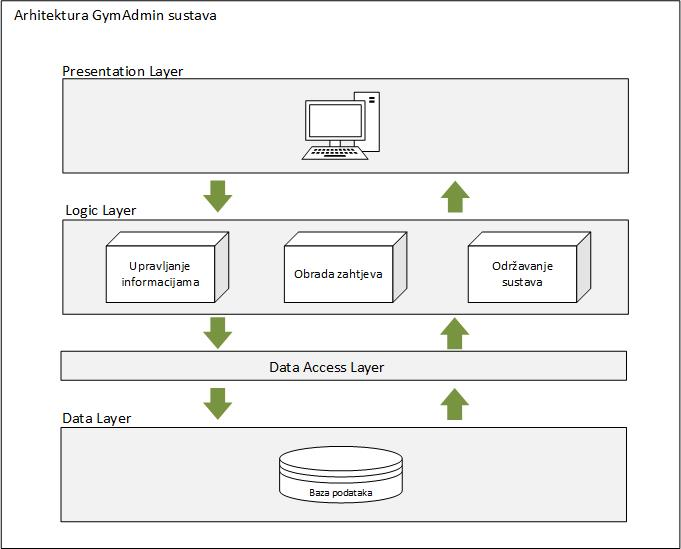 Arhitektura GymAdmin sustava
Presentation Layer
Logic Layer
Upravljanje
informacijama
Obrada zahtjeva
Održavanje
sustava
Data Access Layer
Data Layer
Baza podataka